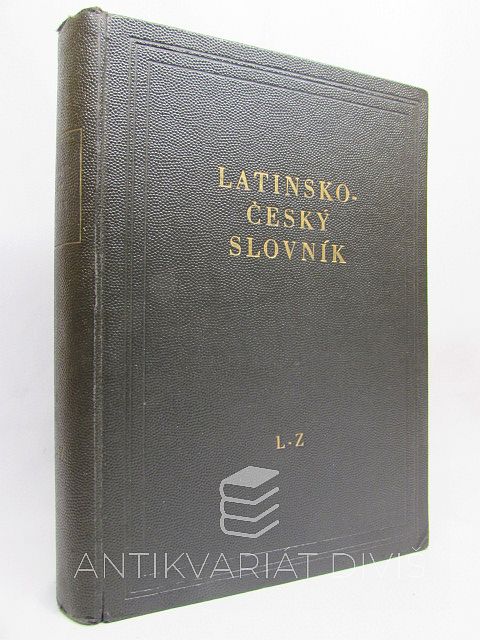 LATINSKO-
ČESKÝ
SLOVNÍK
L-Z
ANTIKVARIÁT DIVIŠ